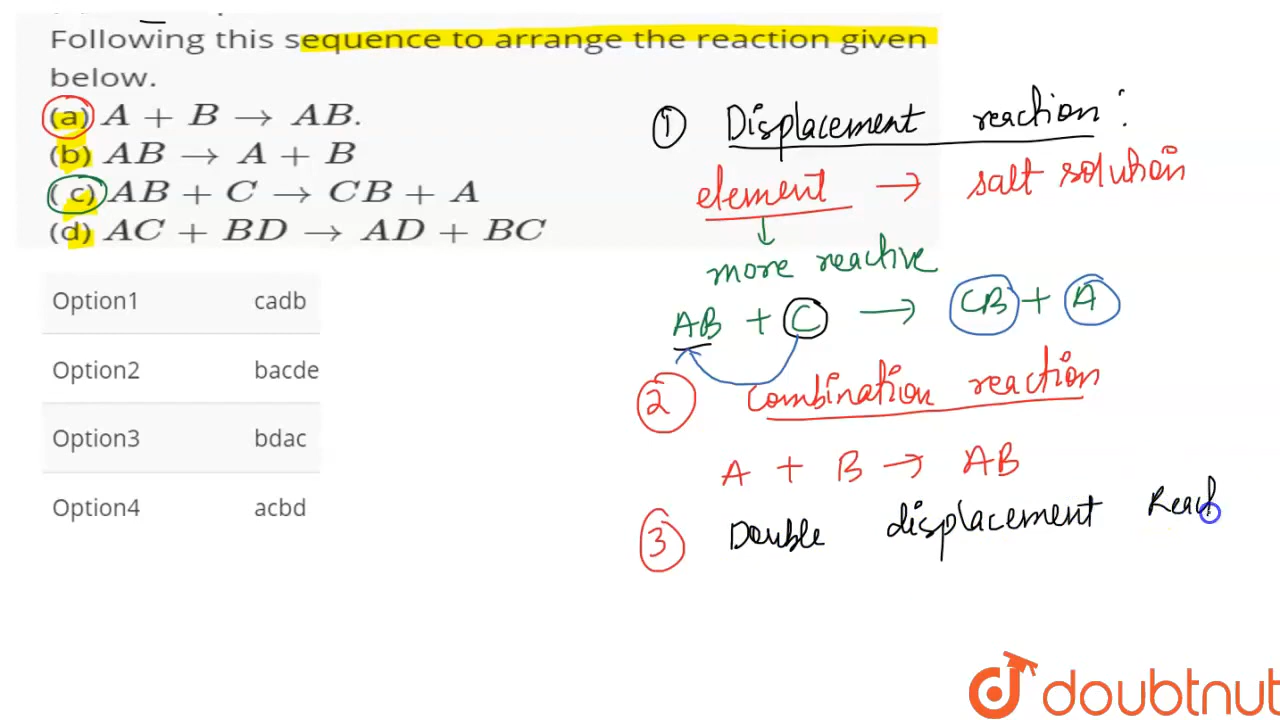 Following this sequence to arrange the reaction given
below.
(a) A + B → AB.
(b) AB → A + B
( c) AB + C → CB + A
(d) AC + BD → AD + BC
Option1 cadb
Option2 bacde
Option3 bdac
Option4 acbd
① Displacement reaction :
element → salt solution
↓
more reactive
AB + C → CB + A
② Combination reaction
A + B → AB
③ Double displacement Reac
doubtnut